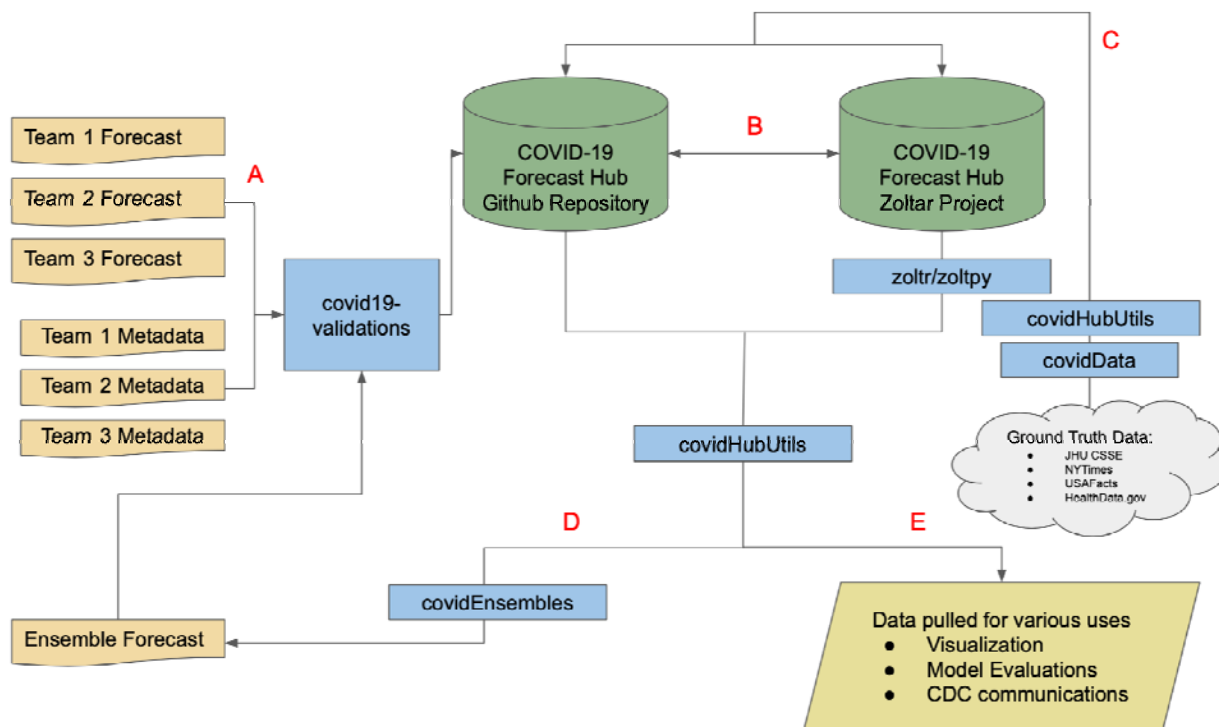 C
Team 1 Forecast
A
Team 2 Forecast
Team 3 Forecast
Team 1 Metadata
Team 2 Metadata
Team 3 Metadata
covid19-
validations
COVID-19
Forecast Hub
Github Repository
B
COVID-19
Forecast Hub
Zoltar Project
zoltr/zoltpy
covidHubUtils
covidData
Ground Truth Data:
● JHU CSSE
● NYTimes
● USAFacts
● HealthData.gov
covidHubUtils
D
E
covidEnsembles
Ensemble Forecast
Data pulled for various uses
● Visualization
● Model Evaluations
● CDC communications